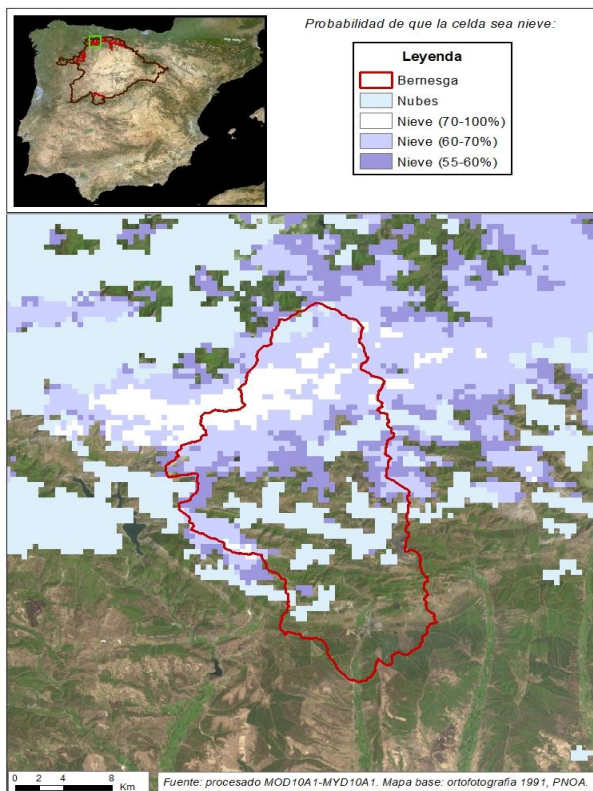 Probabilidad de que la celda sea nieve:
Leyenda
Bernesga
Nubes
Nieve (70-100%)
Nieve (60-70%)
Nieve (55-60%)
0 2 4 8
Km
Fuente: procesado MOD10A1-MYD10A1. Mapa base: ortofotografia 1991, PNOA.